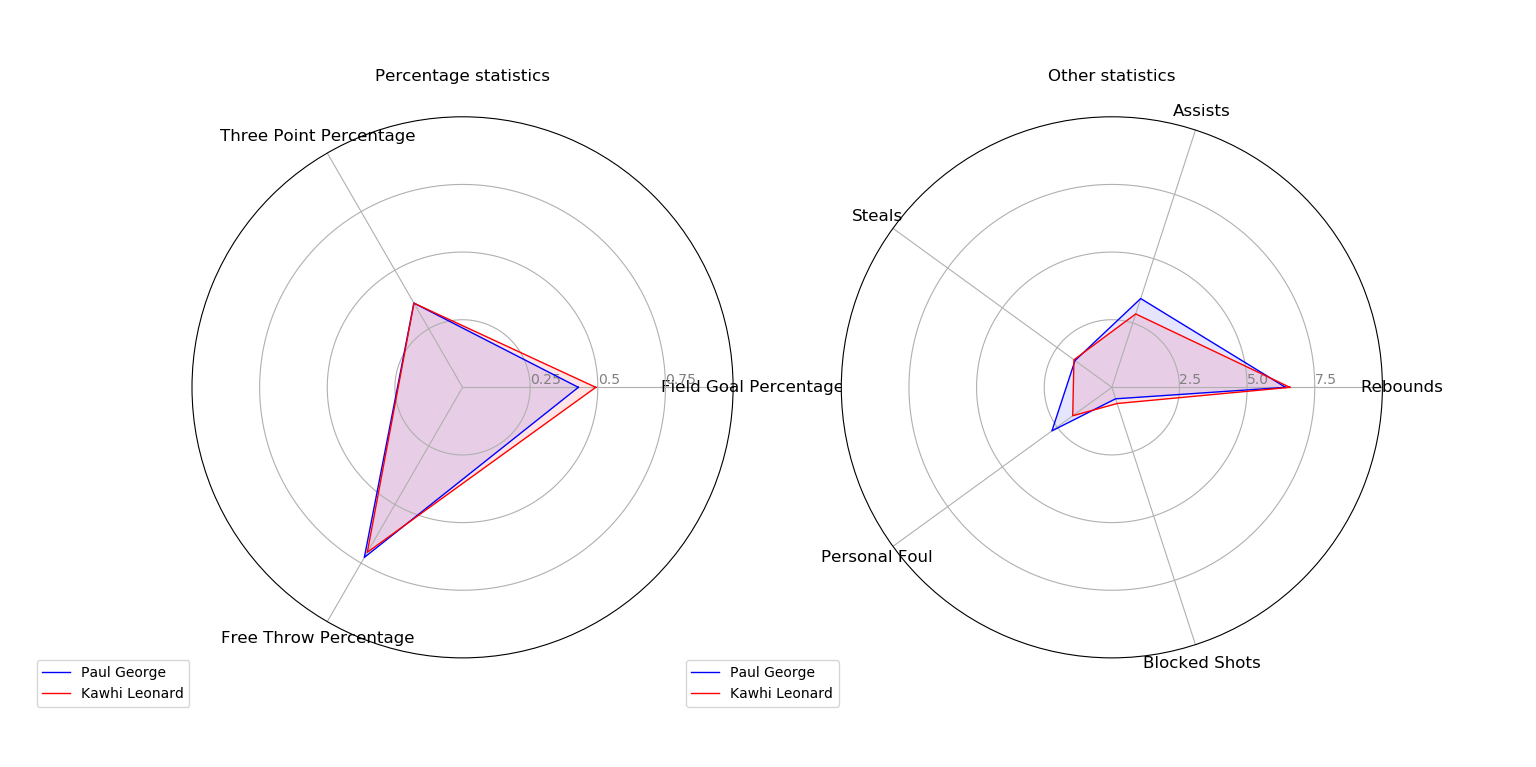 Percentage statistics
Three Point Percentage
0.25
0.5
0.75
Field Goal Percentage
Free Throw Percentage
Paul George
Kawhi Leonard
Other statistics
Assists
Steals
2.5
5.0
7.5
Rebounds
Personal Foul
Blocked Shots
Paul George
Kawhi Leonard